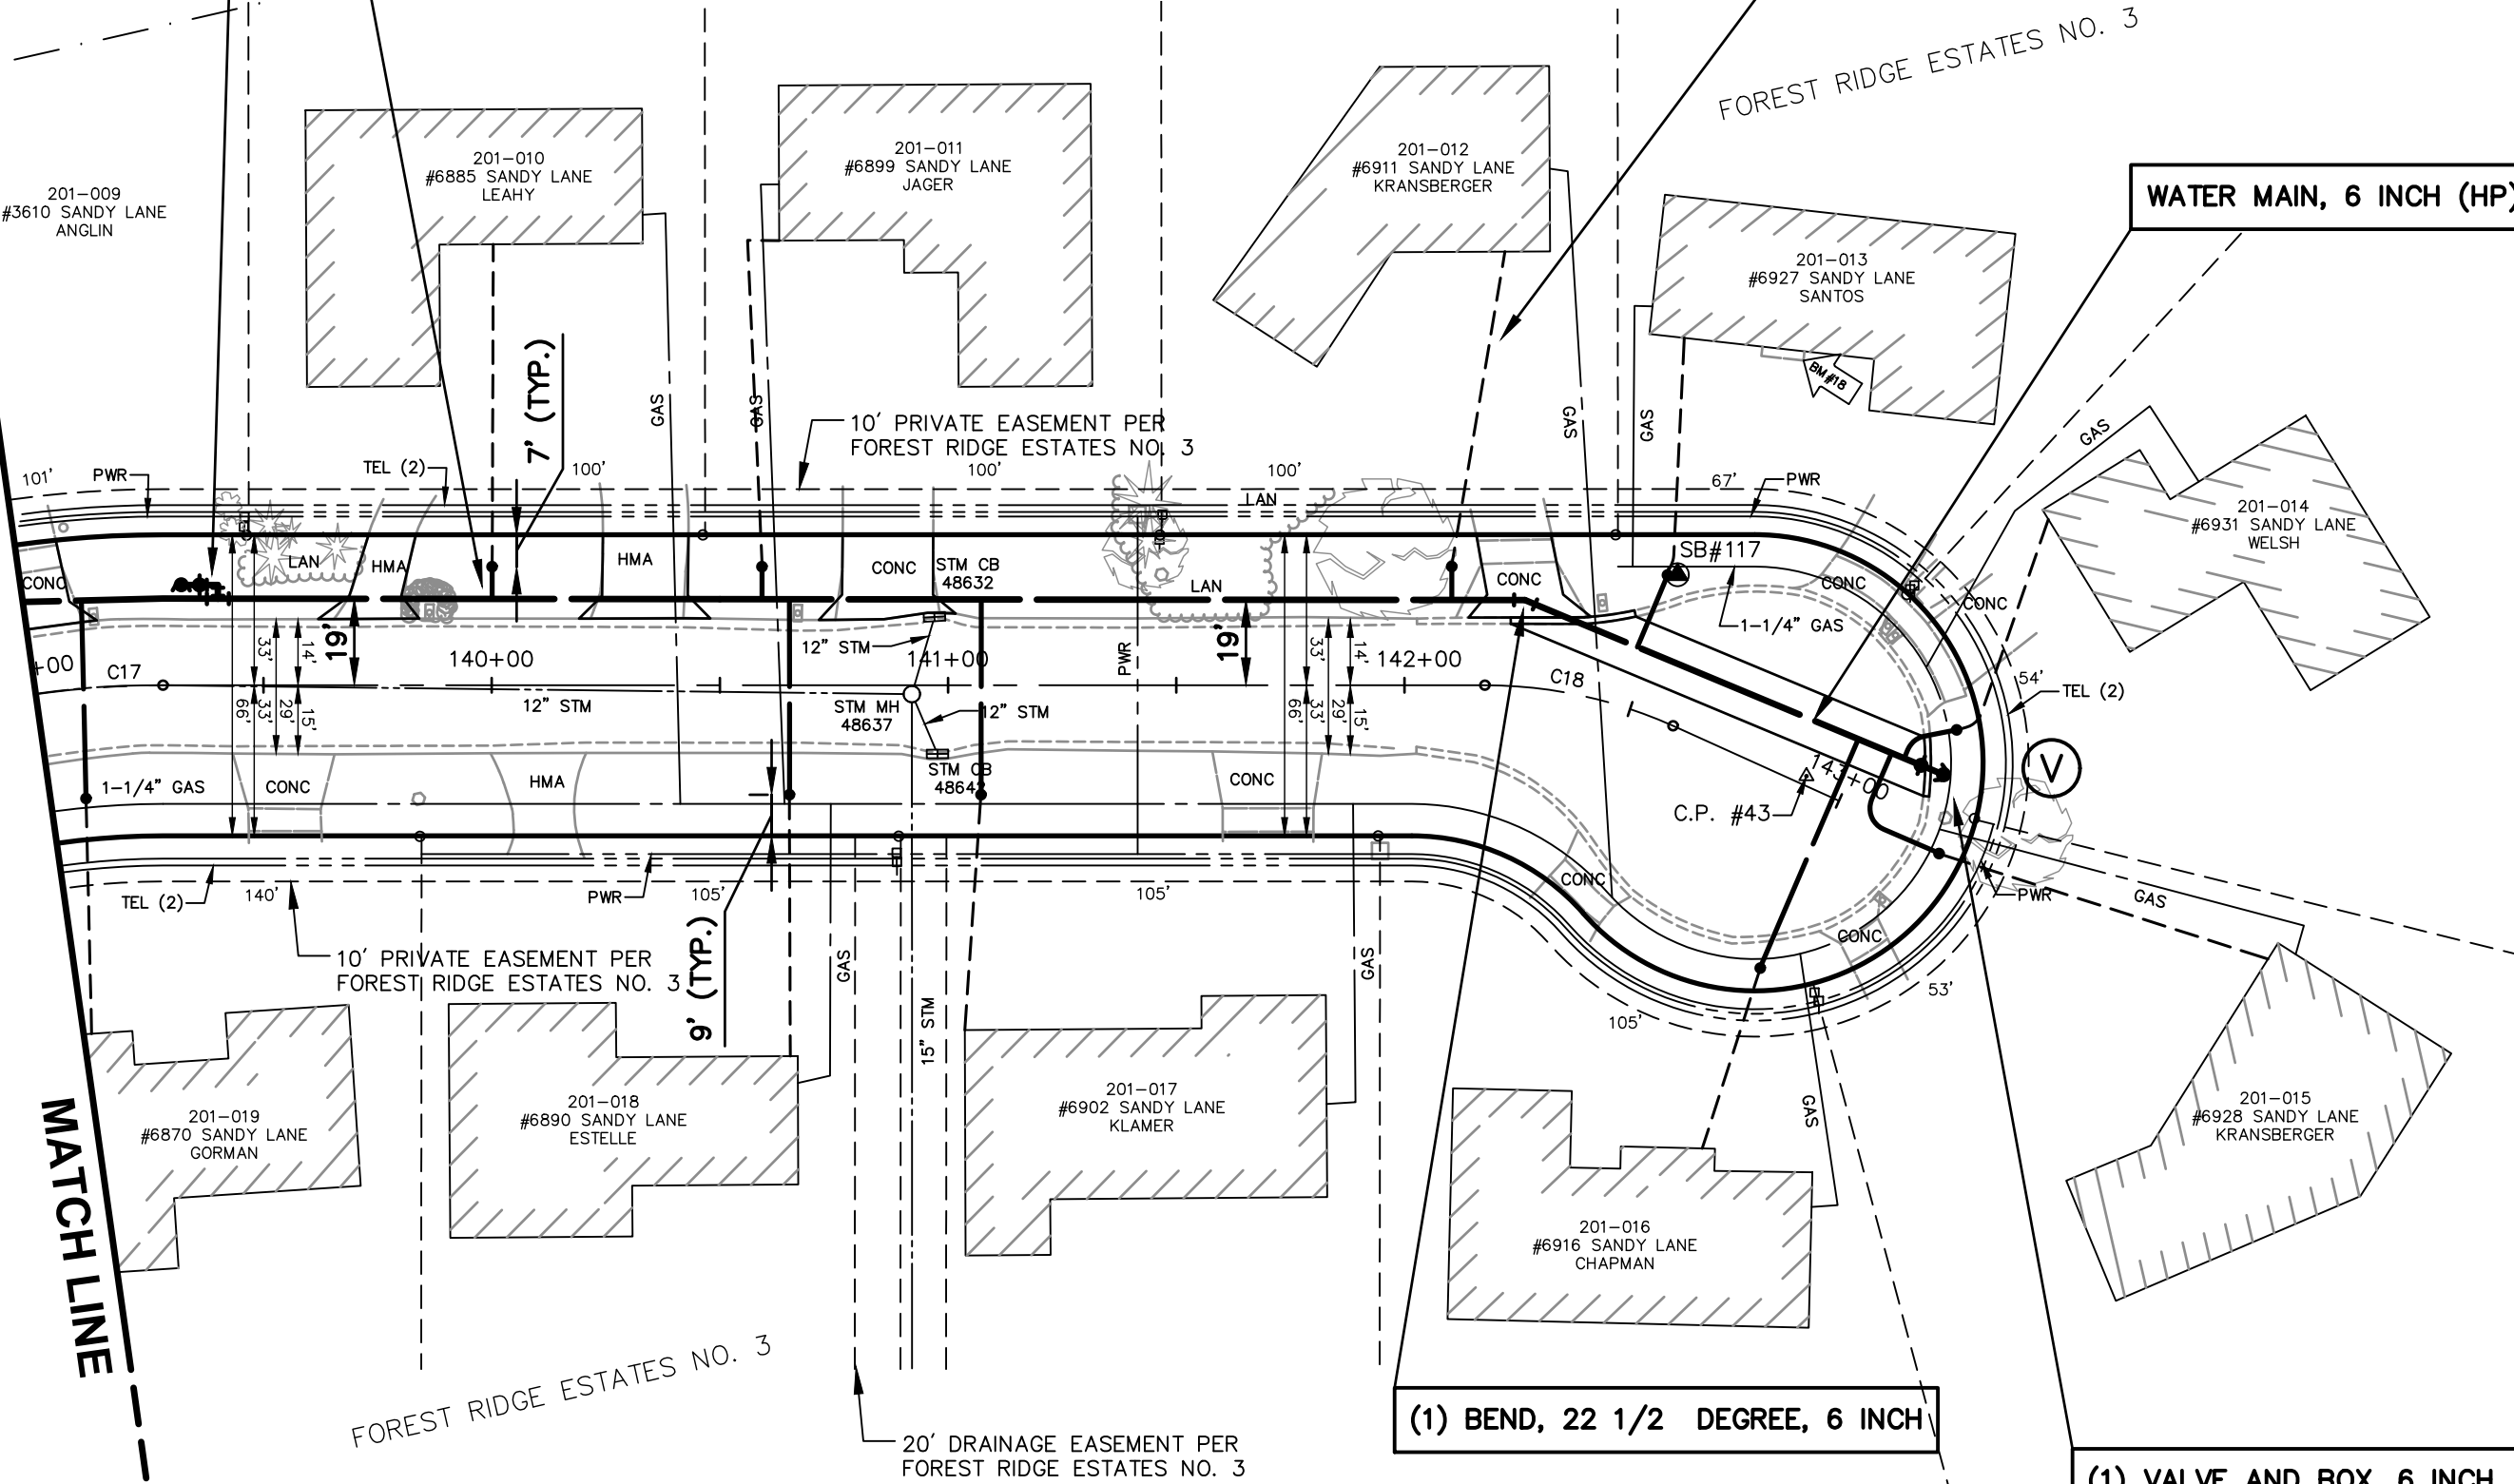 FOREST RIDGE ESTATES NO. 3
201-009
#3610 SANDY LANE
ANGLIN
201-010
#6885 SANDY LANE
LEAHY
201-011
#6899 SANDY LANE
JAGER
201-012
#6911 SANDY LANE
KRANSBERGER
201-013
#6927 SANDY LANE
SANTOS
BM#18
WATER MAIN, 6 INCH (HP)
201-014
#6931 SANDY LANE
WELSH
GAS
GAS
GAS
GAS
GAS
7' (TYP.)
10' PRIVATE EASEMENT PER
FOREST RIDGE ESTATES NO. 3
101'
PWR
TEL (2)
100'
100'
100'
67'
PWR
LAN
CONC
LAN
HMA
HMA
CONC
STM CB
48632
LAN
CONC
SB#117
CONC
CONC
1-1/4" GAS
+00
C17
33'
14'
19'
140+00
12" STM
141+00
PWR
19'
33'
14'
142+00
C18
54'
TEL (2)
66'
33'
29'
15'
12" STM
STM MH
48637
12" STM
66'
33'
29'
15'
143+00
V
C.P. #43
1-1/4" GAS
CONC
HMA
STM CB
48642
CONC
CONC
CONC
PWR
GAS
TEL (2)
140'
PWR
105'
105'
105'
53'
10' PRIVATE EASEMENT PER
FOREST RIDGE ESTATES NO. 3
9' (TYP.)
GAS
15" STM
GAS
GAS
MATCH LINE
201-019
#6870 SANDY LANE
GORMAN
201-018
#6890 SANDY LANE
ESTELLE
201-017
#6902 SANDY LANE
KLAMER
201-016
#6916 SANDY LANE
CHAPMAN
201-015
#6928 SANDY LANE
KRANSBERGER
FOREST RIDGE ESTATES NO. 3
20' DRAINAGE EASEMENT PER
FOREST RIDGE ESTATES NO. 3
(1) BEND, 22 1/2 DEGREE, 6 INCH
(1) VALVE AND BOX, 6 INCH